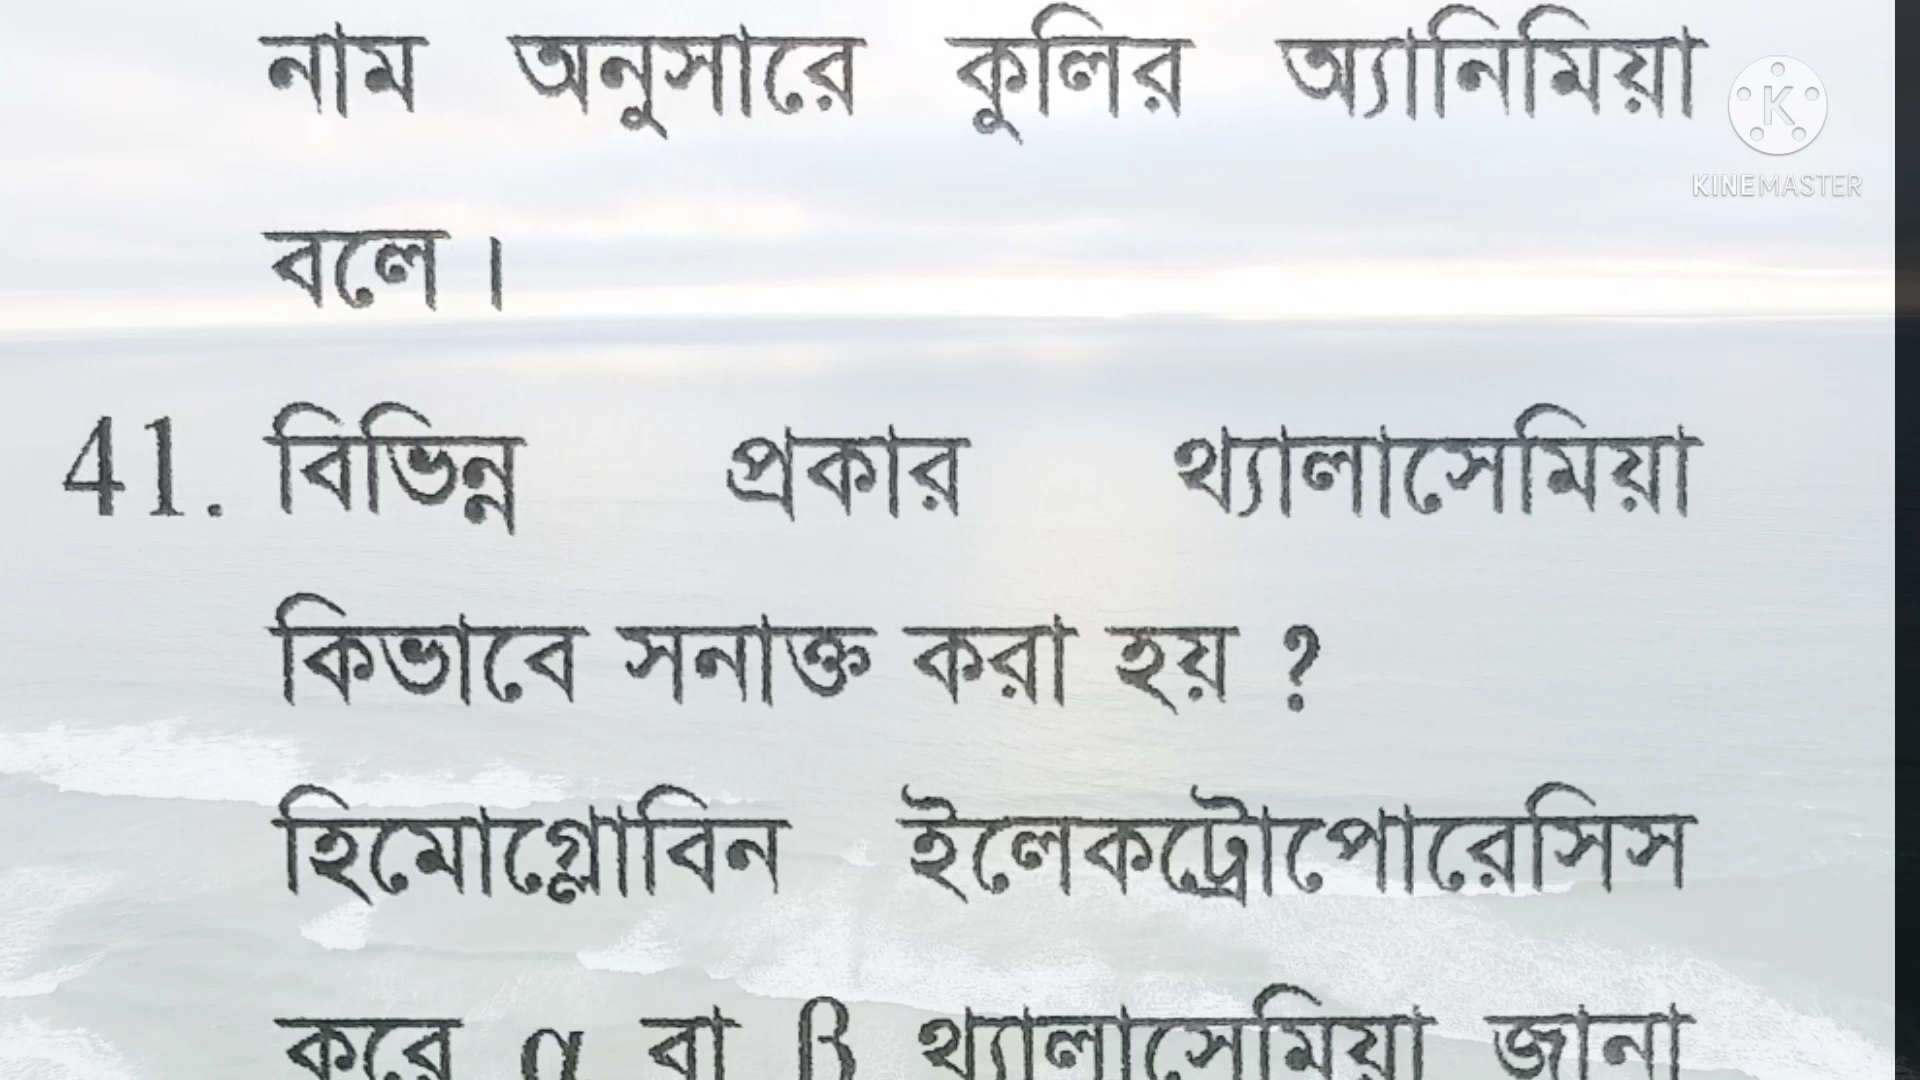 নাম অনুসারে কুলির অ্যানিমিয়া
বলে।
41. বিভিন্ন প্রকার থ্যালাসেমিয়া
কিভাবে সনাক্ত করা হয় ?
হিমোগ্লোবিন ইলেকট্রোপোরেসিস
করে α বা β থ্যালাসেমিয়া জানা
K
KINEMASTER